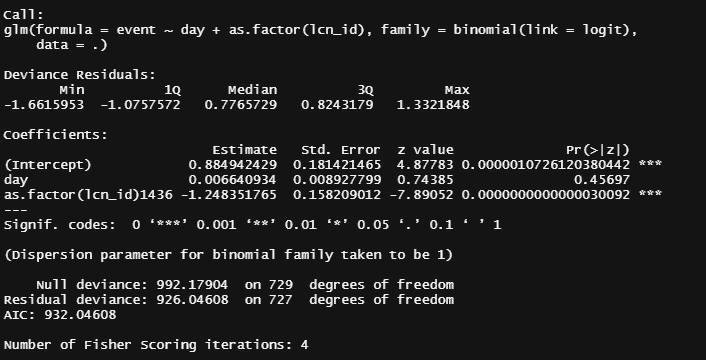 Call:
glm(formula = event ~ day + as.factor(lcn_id), family = binomial(link = logit),
    data = .)
Deviance Residuals:
       Min          1Q      Median          3Q         Max
-1.6615953  -1.0757572   0.7765729   0.8243179   1.3321848
Coefficients:
                           Estimate   Std. Error  z value              Pr(>|z|)
(Intercept)             0.884942429  0.181421465  4.87783 0.0000010726120380442 ***
day                     0.006640934  0.008927799  0.74385               0.45697
as.factor(lcn_id)1436  -1.248351765  0.158209012 -7.89052 0.0000000000000030092 ***
---
Signif. codes:  0 ‘***’ 0.001 ‘**’ 0.01 ‘*’ 0.05 ‘.’ 0.1 ‘ ’ 1
(Dispersion parameter for binomial family taken to be 1)
    Null deviance: 992.17904  on 729  degrees of freedom
Residual deviance: 926.04608  on 727  degrees of freedom
AIC: 932.04608
Number of Fisher Scoring iterations: 4